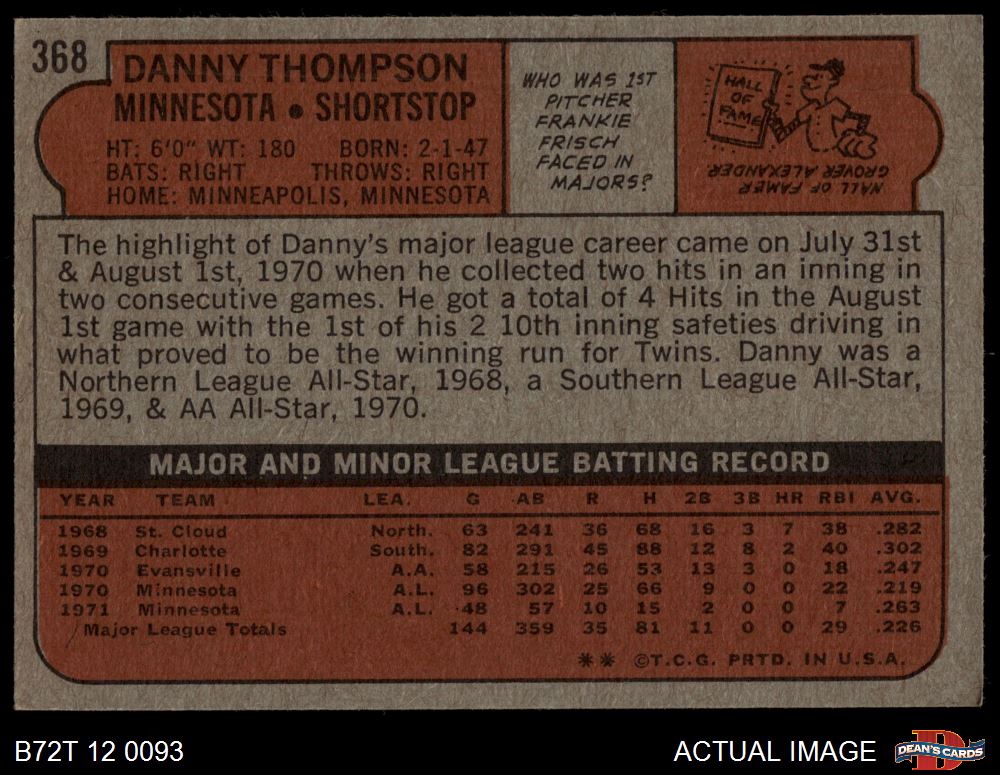 368
DANNY THOMPSON
MINNESOTA • SHORTSTOP
HT: 6'0" WT: 180 BORN: 2-1-47
BATS: RIGHT THROWS: RIGHT
HOME: MINNEAPOLIS, MINNESOTA
WHO WAS 1ST
PITCHER
FRANKIE
FRISCH
FACED IN
MAJORS?
HALL
OF
FAME
HALL OF FAMER
GROVER ALEXANDER
The highlight of Danny's major league career came on July 31st
& August 1st, 1970 when he collected two hits in an inning in
two consecutive games. He got a total of 4 Hits in the August
1st game with the 1st of his 2 10th inning safeties driving in
what proved to be the winning run for Twins. Danny was a
Northern League All-Star, 1968, a Southern League All-Star,
1969, & AA All-Star, 1970.
MAJOR AND MINOR LEAGUE BATTING RECORD
YEAR TEAM LEA. G AB R H 2B 3B HR RBI AVG.
1968 St. Cloud North. 63 241 36 68 16 3 7 38 .282
1969 Charlotte South. 82 291 45 88 12 8 2 40 .302
1970 Evansville A.A. 58 215 26 53 13 3 0 18 .247
1970 Minnesota A.L. 96 302 25 66 9 0 0 22 .219
1971 Minnesota A.L. 48 57 10 15 2 0 0 7 .263
Major League Totals 144 359 35 81 11 0 0 29 .226
** ©T.C.G. PRTD. IN U.S.A.
B72T 12 0093
ACTUAL IMAGE
DEAN'S CARDS